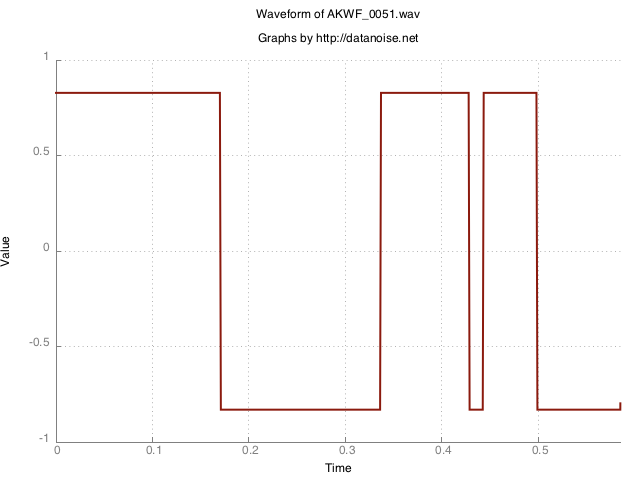 Waveform of AKWF_0051.wav
Graphs by http://datanoise.net
1
0.5
0
-0.5
-1
Value
0 0.1 0.2 0.3 0.4 0.5
Time